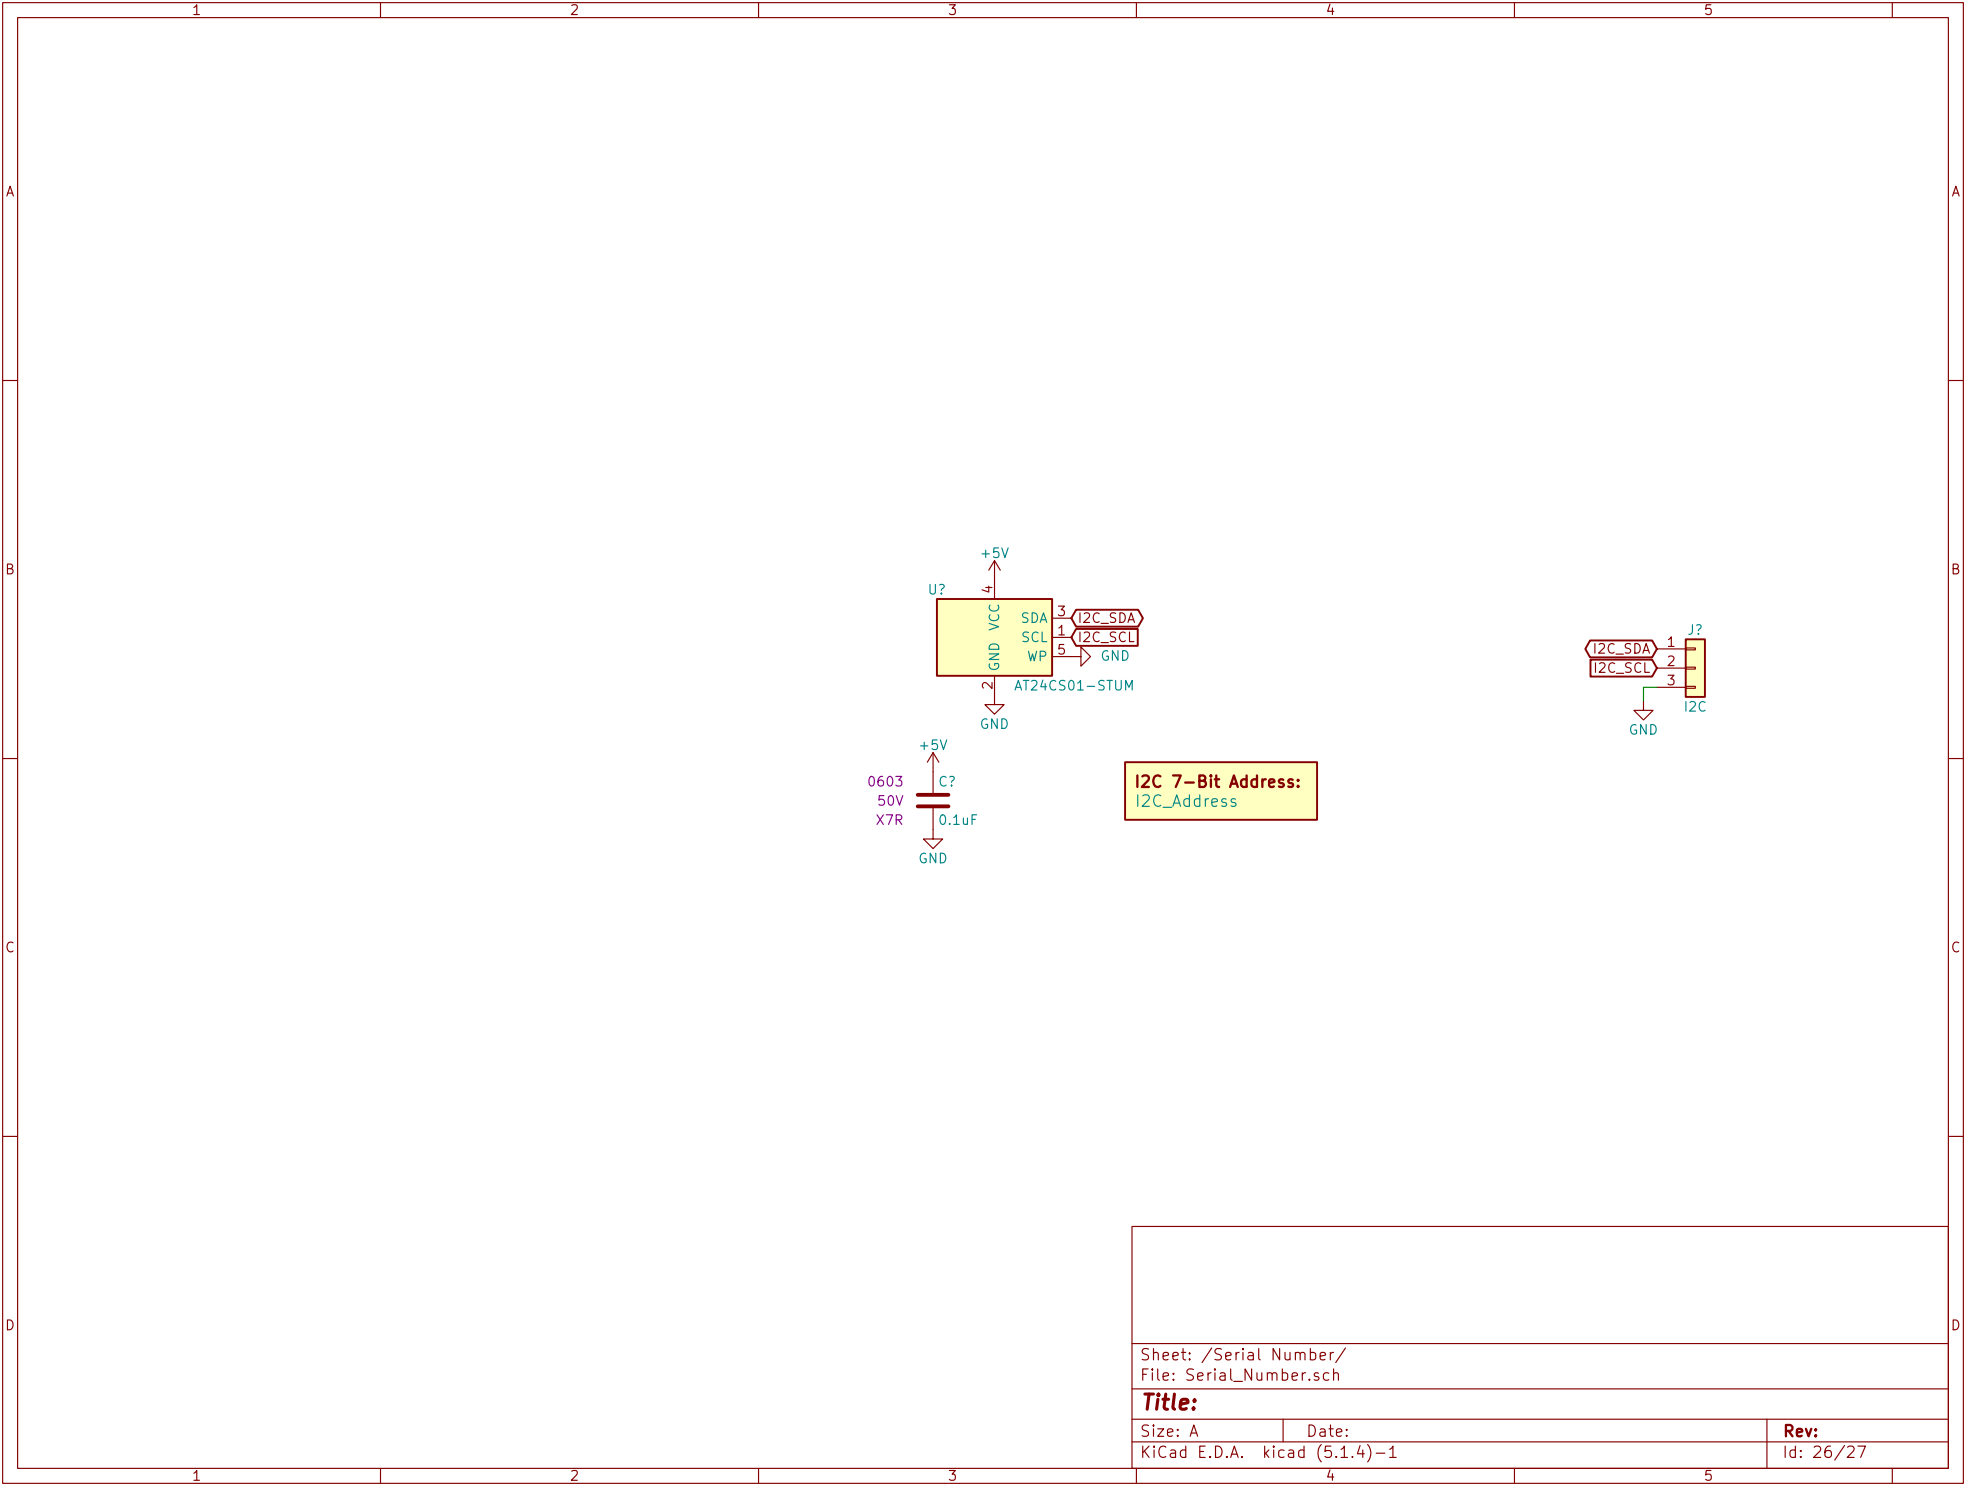 1 2 3 4 5
A A
B B
C C
D D
+5V
U?
4
VCC
GND
SDA 3 I2C_SDA
SCL 1 I2C_SCL
WP 5 GND
2
AT24CS01-STUM
GND
+5V
0603 C?
50V
X7R 0.1uF
GND
I2C 7-Bit Address:
I2C_Address
J?
I2C_SDA 1
I2C_SCL 2
3
I2C
GND
Sheet: /Serial Number/
File: Serial_Number.sch
Title:
Size: A Date: Rev:
KiCad E.D.A. kicad (5.1.4)-1 Id: 26/27
1 2 3 4 5